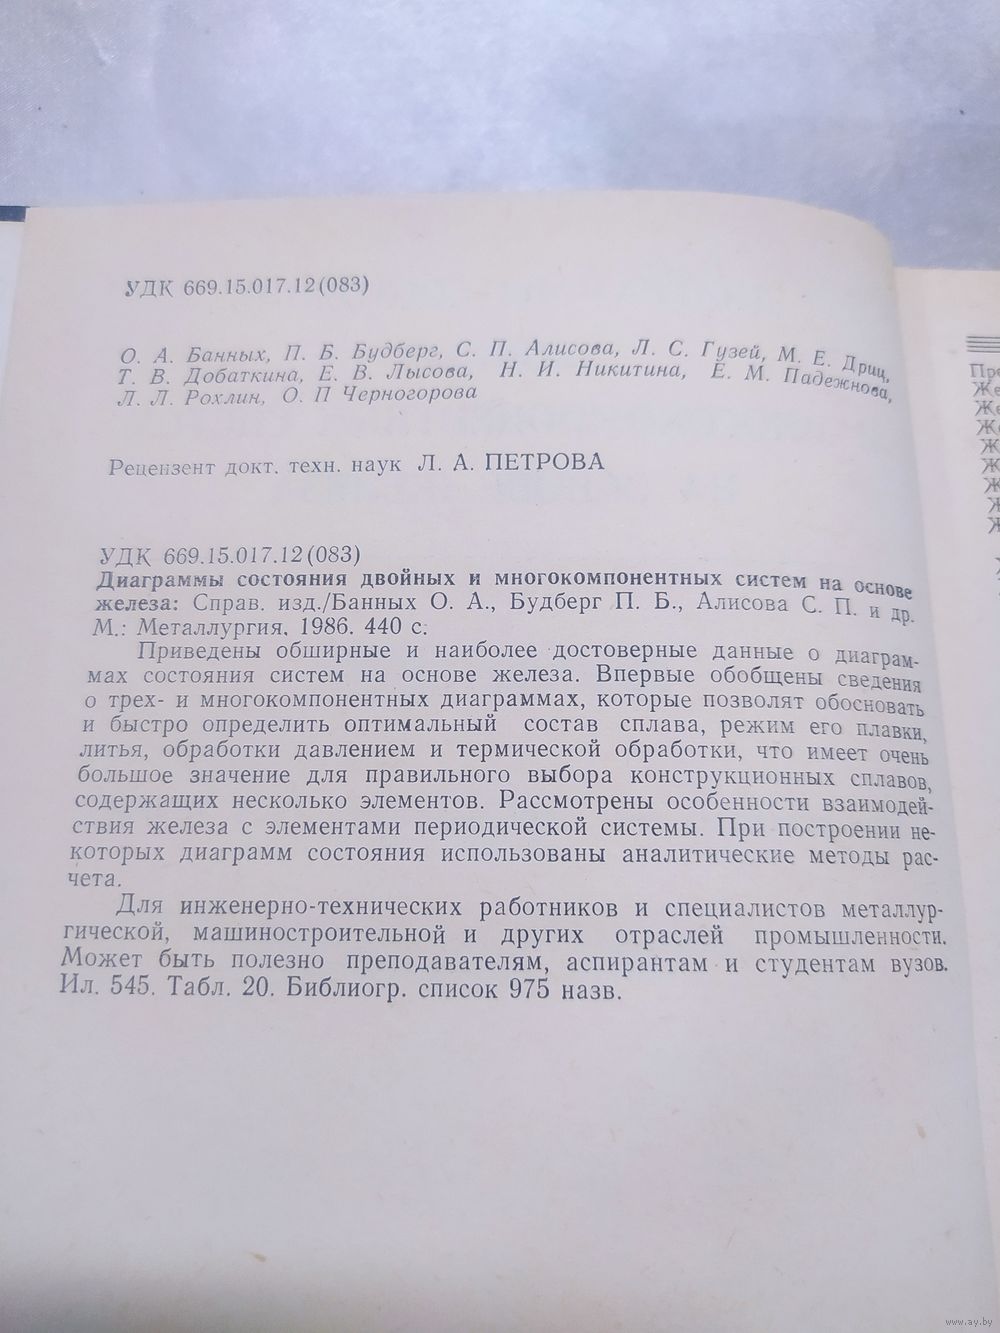 УДК 669.15.017.12(083)
О. А. Банных, П. Б. Будберг, С. П. Алисова, Л. С. Гузей, М. Е. Дриц,
Т. В. Добаткина, Е. В. Лысова, Н. И. Никитина, Е. М. Падежнова,
Л. Л. Рохлин, О. П Черногорова
Рецензент докт. техн. наук Л. А. ПЕТРОВА
УДК 669.15.017.12(083)
Диаграммы состояния двойных и многокомпонентных систем на основе
железа: Справ. изд./Банных О. А., Будберг П. Б., Алисова С. П. и др.
М.: Металлургия, 1986. 440 с.
Приведены обширные и наиболее достоверные данные о диаграм-
мах состояния систем на основе железа. Впервые обобщены сведения
о трех- и многокомпонентных диаграммах, которые позволят обосновать
и быстро определить оптимальный состав сплава, режим его плавки,
литья, обработки давлением и термической обработки, что имеет очень
большое значение для правильного выбора конструкционных сплавов,
содержащих несколько элементов. Рассмотрены особенности взаимодей-
ствия железа с элементами периодической системы. При построении не-
которых диаграмм состояния использованы аналитические методы рас-
чета.
Для инженерно-технических работников и специалистов металлур-
гической, машиностроительной и других отраслей промышленности.
Может быть полезно преподавателям, аспирантам и студентам вузов.
Ил. 545. Табл. 20. Библиогр. список 975 назв.
www.ay.by